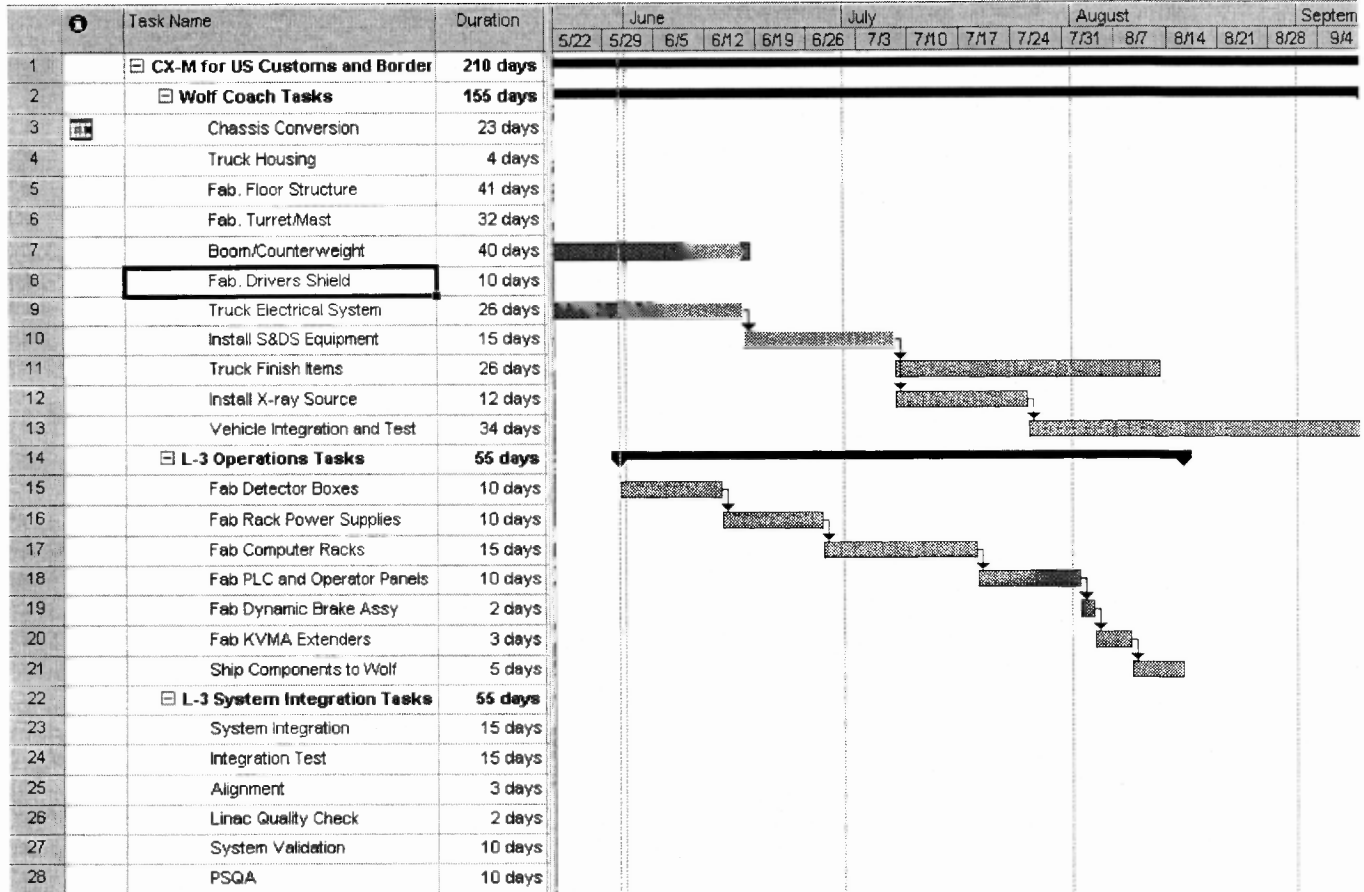 Task Name Duration June July August Septem
5/22 5/29 6/5 6/12 6/19 6/26 7/3 7/10 7/17 7/24 7/31 8/7 8/14 8/21 8/28 9/4
1 CX-M for US Customs and Border 210 days
2 Wolf Coach Tasks 155 days
3 Chassis Conversion 23 days
4 Truck Housing 4 days
5 Fab. Floor Structure 41 days
6 Fab. Turret/Mast 32 days
7 Boom/Counterweight 40 days
8 Fab. Drivers Shield 10 days
9 Truck Electrical System 26 days
10 Install S&DS Equipment 15 days
11 Truck Finish Items 26 days
12 Install X-ray Source 12 days
13 Vehicle Integration and Test 34 days
14 L-3 Operations Tasks 55 days
15 Fab Detector Boxes 10 days
16 Fab Rack Power Supplies 10 days
17 Fab Computer Racks 15 days
18 Fab PLC and Operator Panels 10 days
19 Fab Dynamic Brake Assy 2 days
20 Fab KVMA Extenders 3 days
21 Ship Components to Wolf 5 days
22 L-3 System Integration Tasks 55 days
23 System Integration 15 days
24 Integration Test 15 days
25 Alignment 3 days
26 Linac Quality Check 2 days
27 System Validation 10 days
28 PSQA 10 days